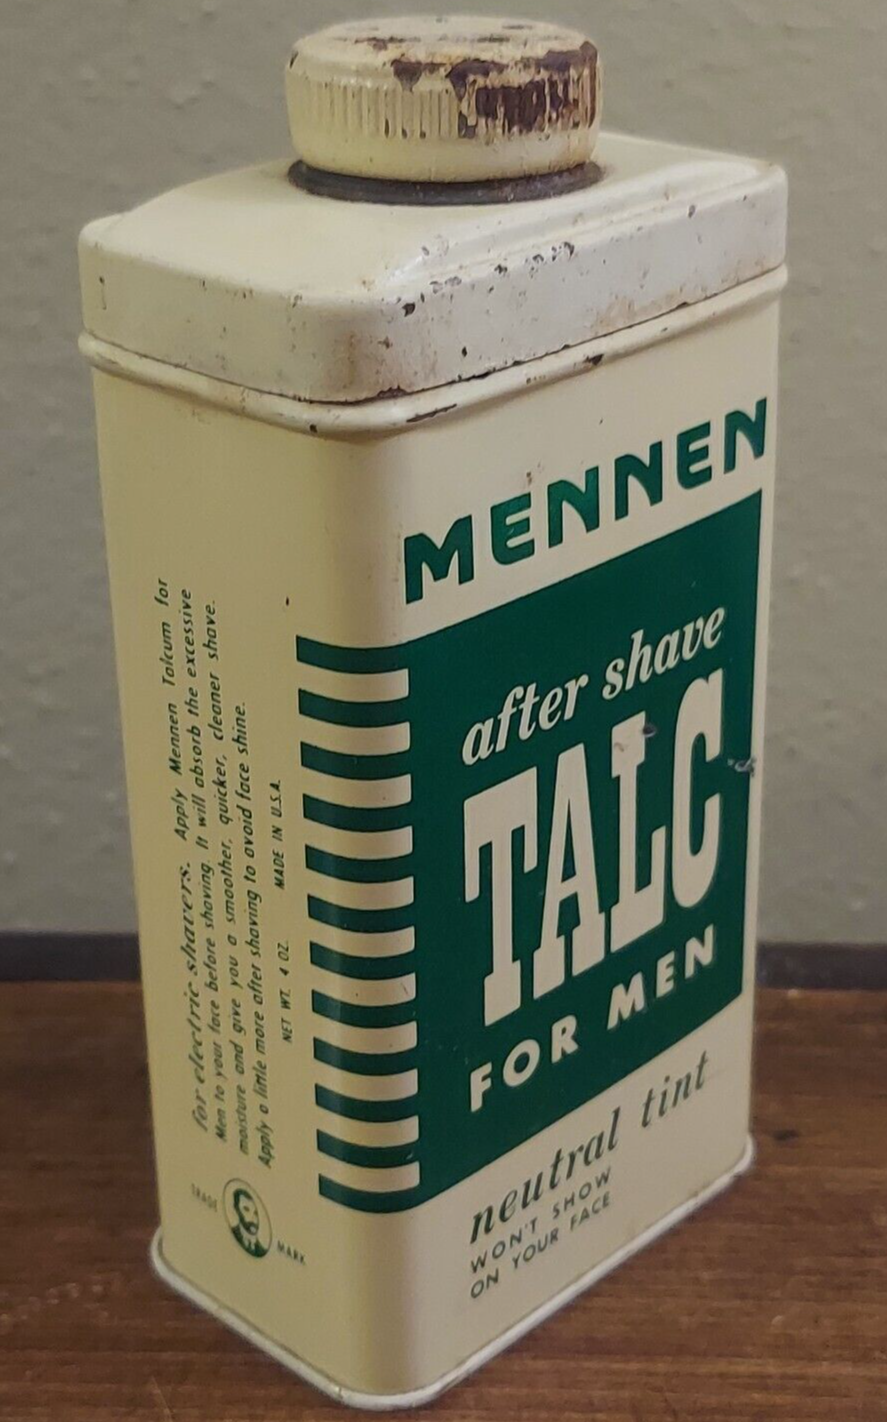 MENNEN
after shave
TALC
FOR MEN
neutral tint
WON'T SHOW
ON YOUR FACE
for electric shavers. Apply Mennen Talcum for
Men to your face before shaving. It will absorb the excessive
moisture and give you a smoother, quicker, cleaner shave.
Apply a little more after shaving to avoid face shine.
NET WT. 4 OZ. MADE IN U.S.A.
TRADE MARK